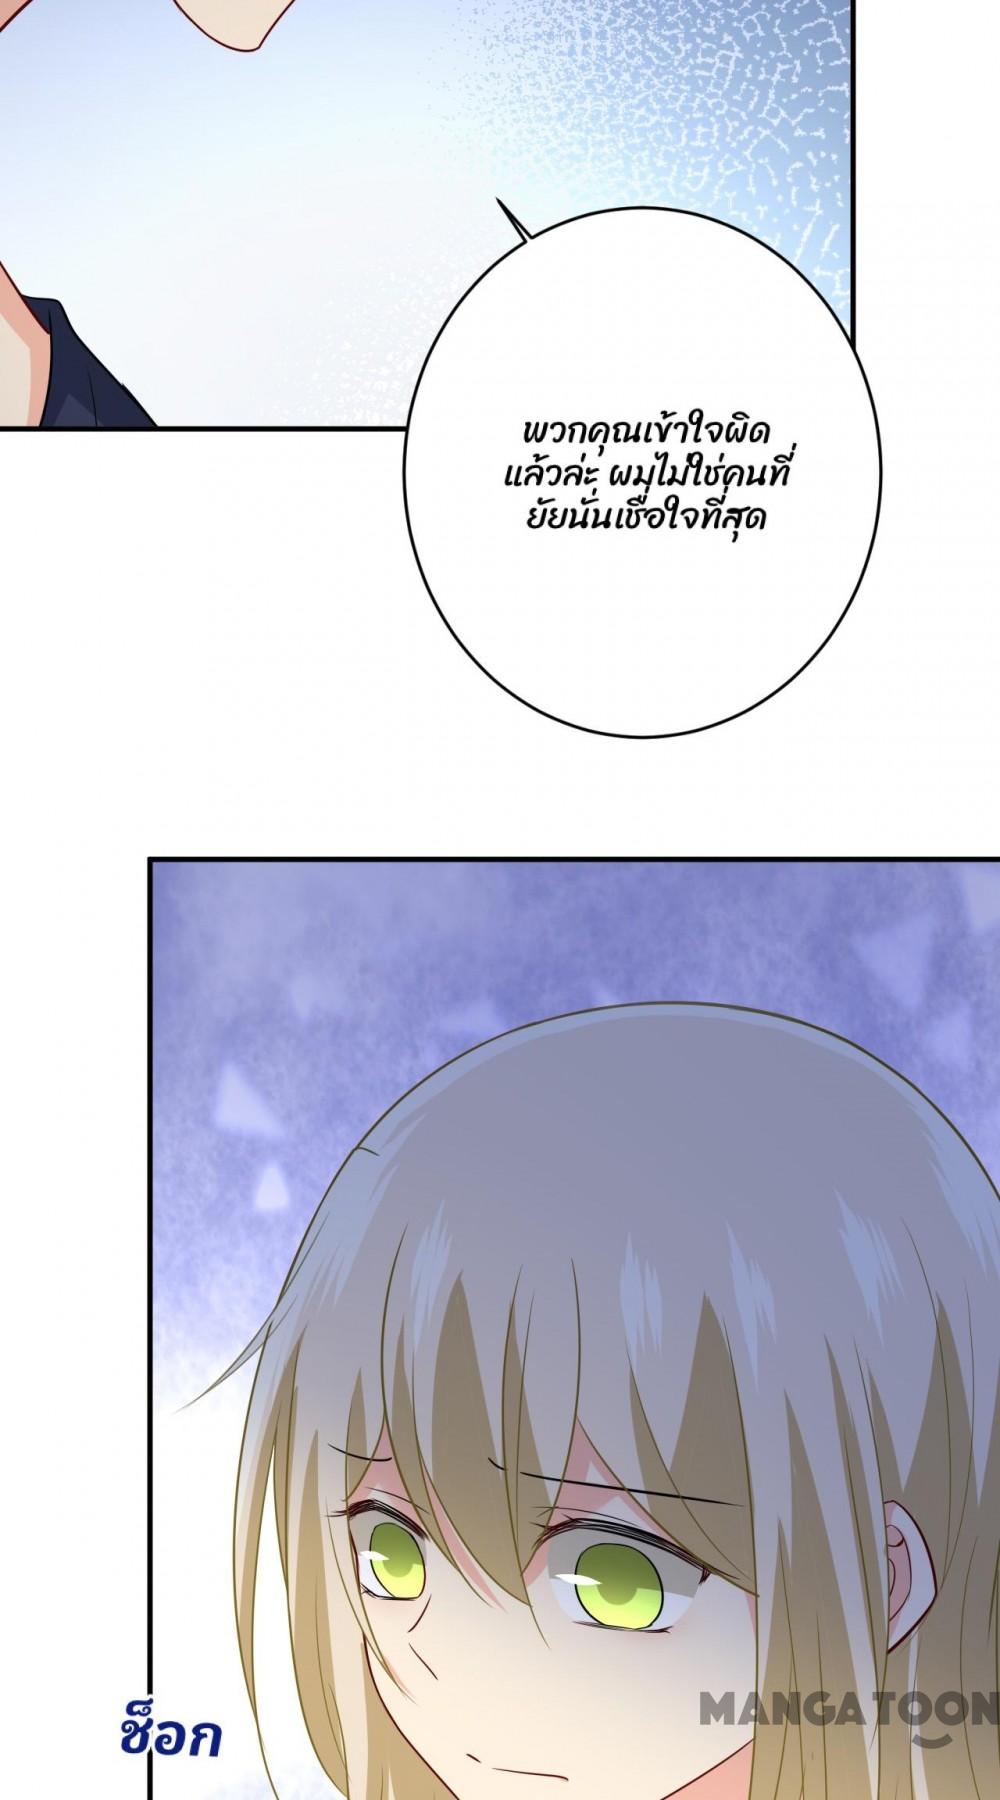 พวกคุณเข้าใจผิด
แล้วล่ะ ผมไม่ใช่คนที่
ยัยนั่นเชื่อใจที่สุด
MANGATOON
ช็อก